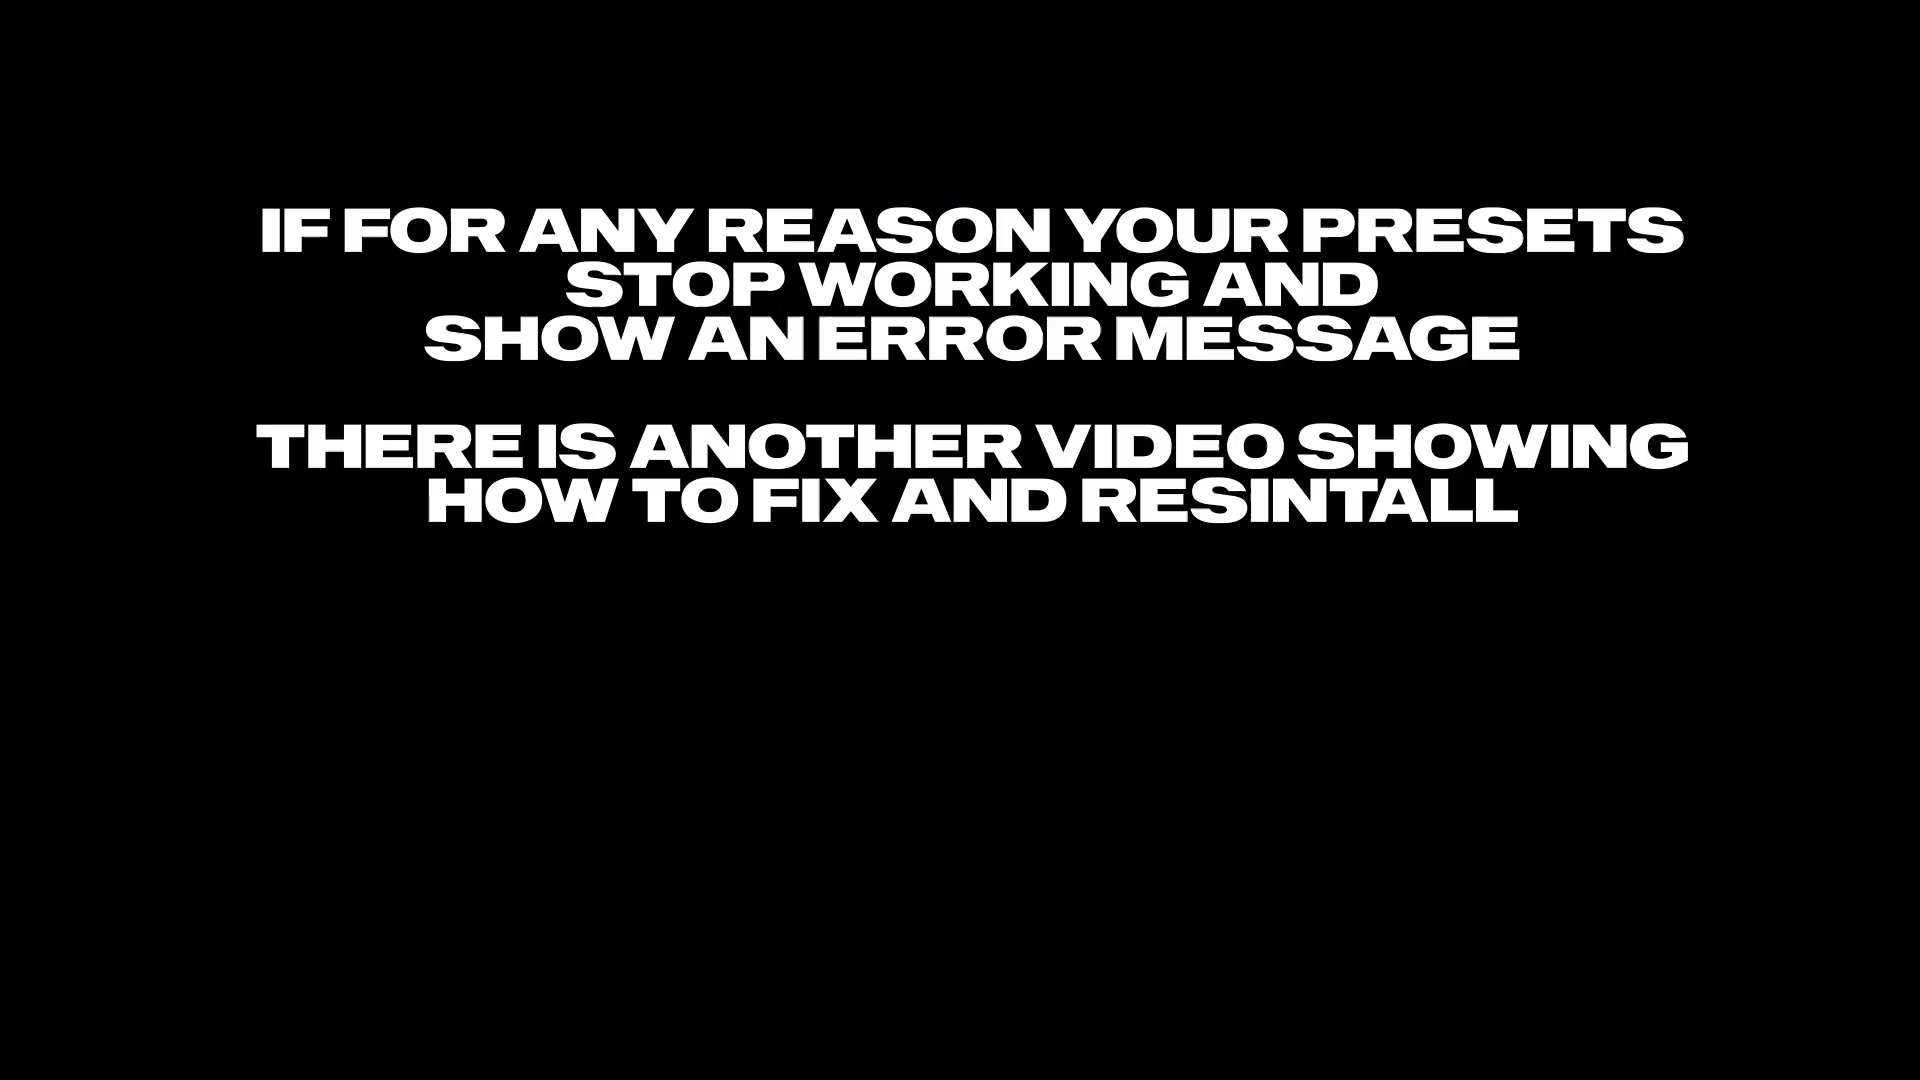 IF FOR ANY REASON YOUR PRESETS
STOP WORKING AND
SHOW AN ERROR MESSAGE
THERE IS ANOTHER VIDEO SHOWING
HOW TO FIX AND RESINTALL